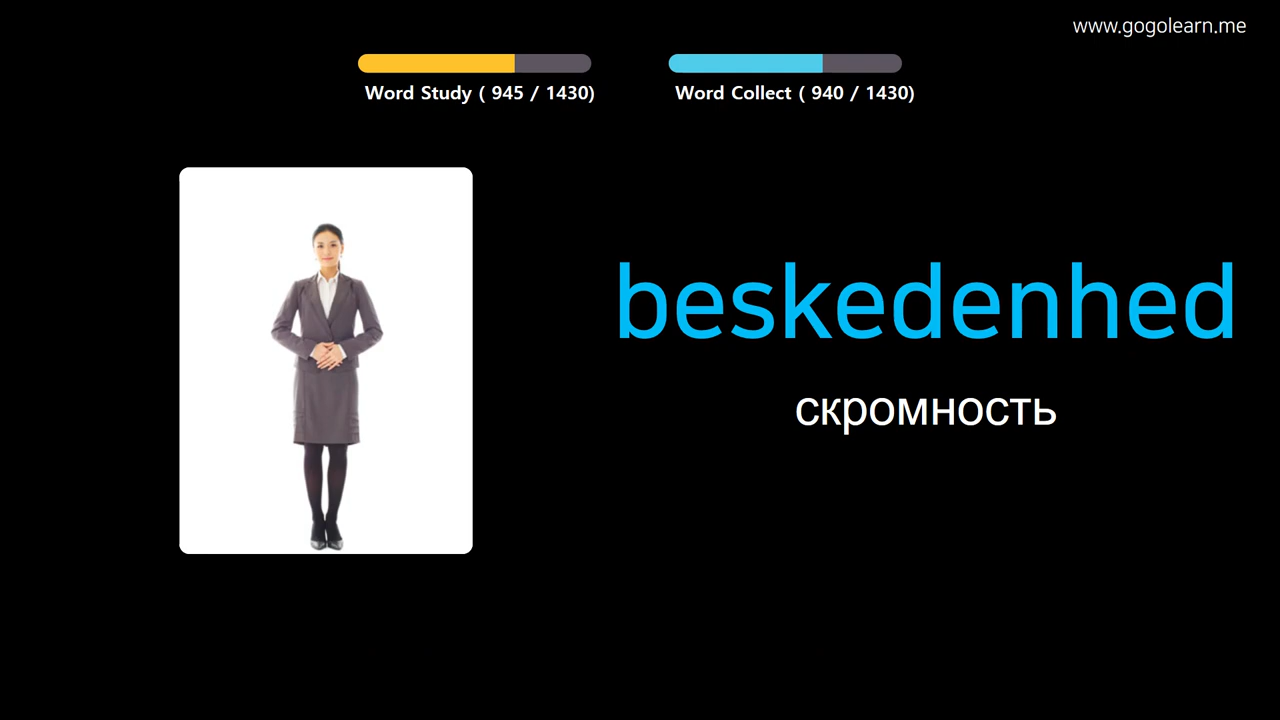 www.gogolearn.me
Word Study ( 945 / 1430)
Word Collect ( 940 / 1430)
beskedenhed
скромность